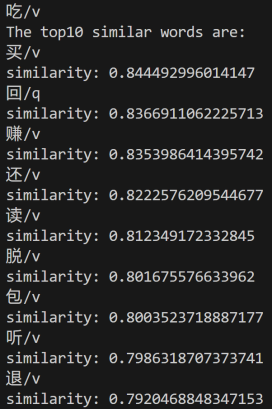 吃/v
The top10 similar words are:
买/v
similarity: 0.844492996014147
回/q
similarity: 0.8366911062225713
赚/v
similarity: 0.8353986414395742
还/v
similarity: 0.8222576209544677
读/v
similarity: 0.812349172332845
脱/v
similarity: 0.801675576633962
包/v
similarity: 0.8003523718887177
听/v
similarity: 0.7986318707373741
退/v
similarity: 0.7920468848347153